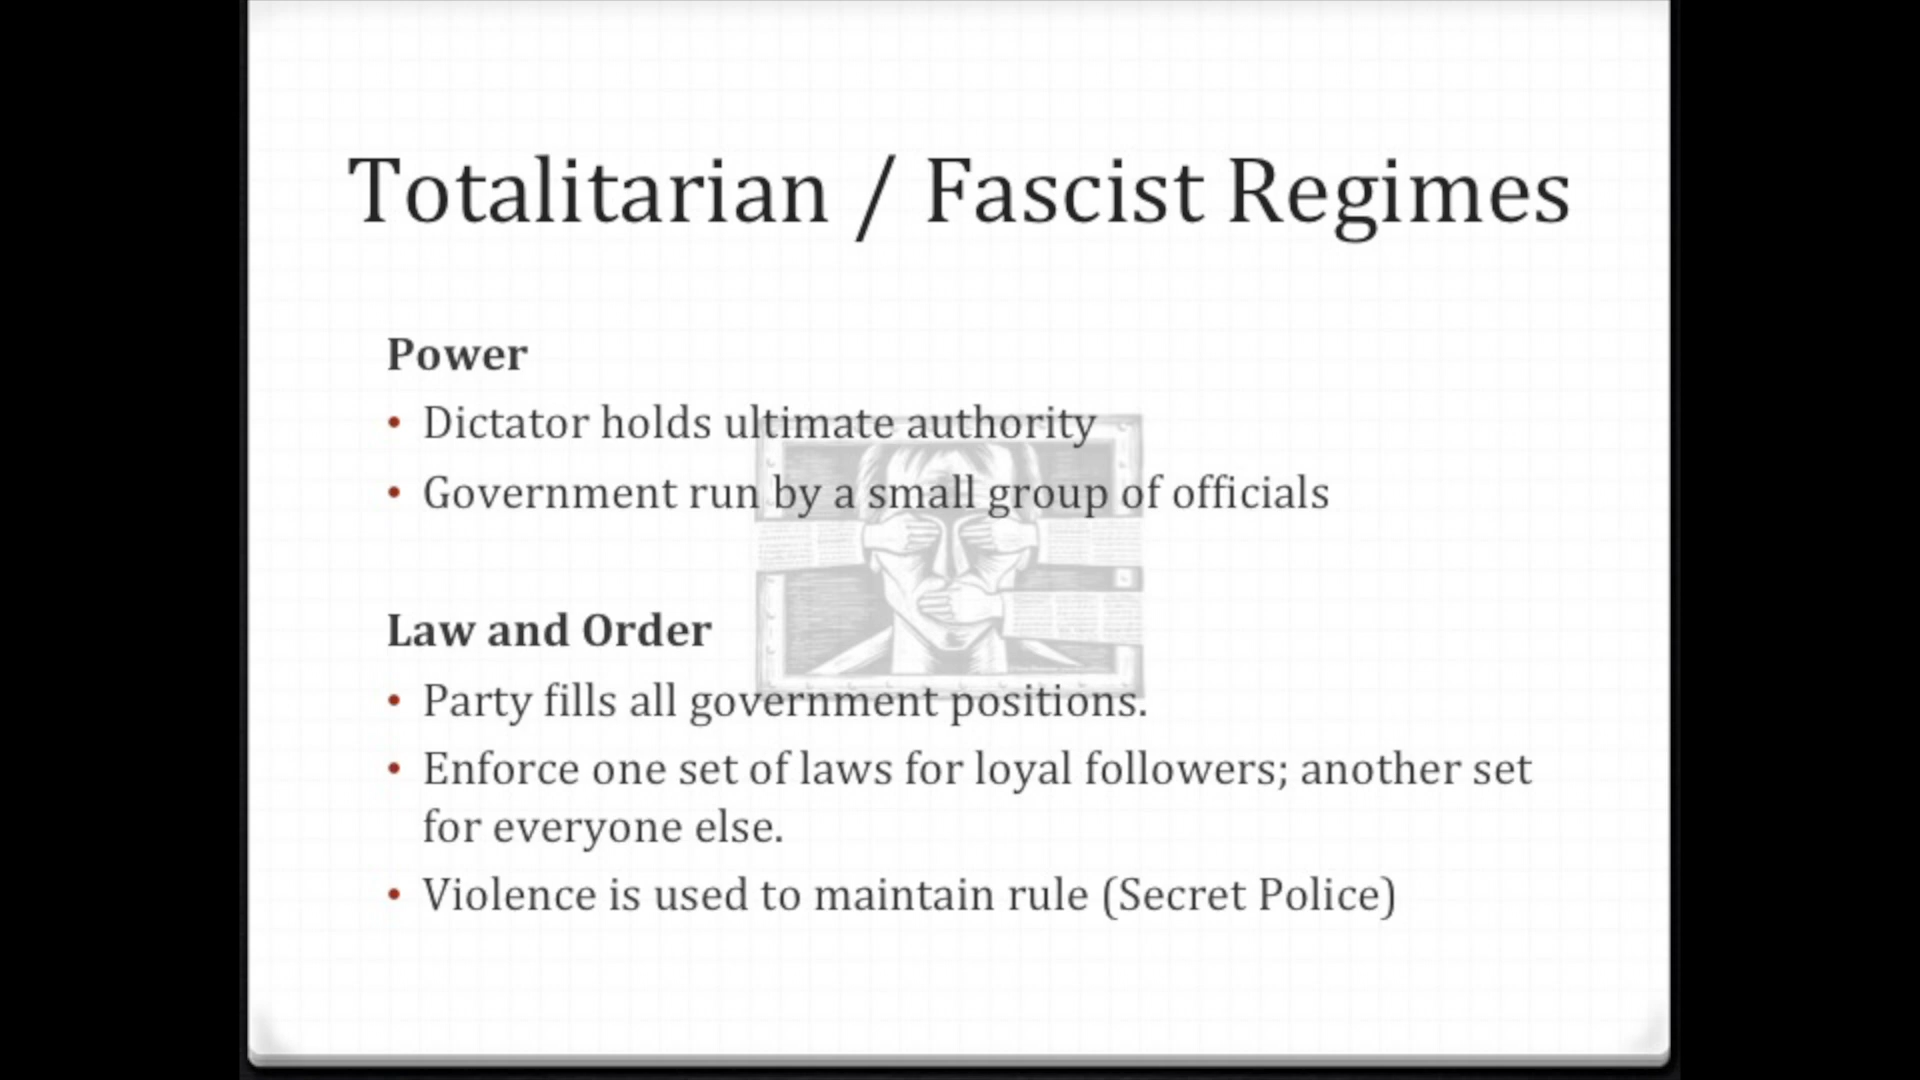 Totalitarian / Fascist Regimes
Power
• Dictator holds ultimate authority
• Government run by a small group of officials
Law and Order
• Party fills all government positions.
• Enforce one set of laws for loyal followers; another set
for everyone else.
• Violence is used to maintain rule (Secret Police)